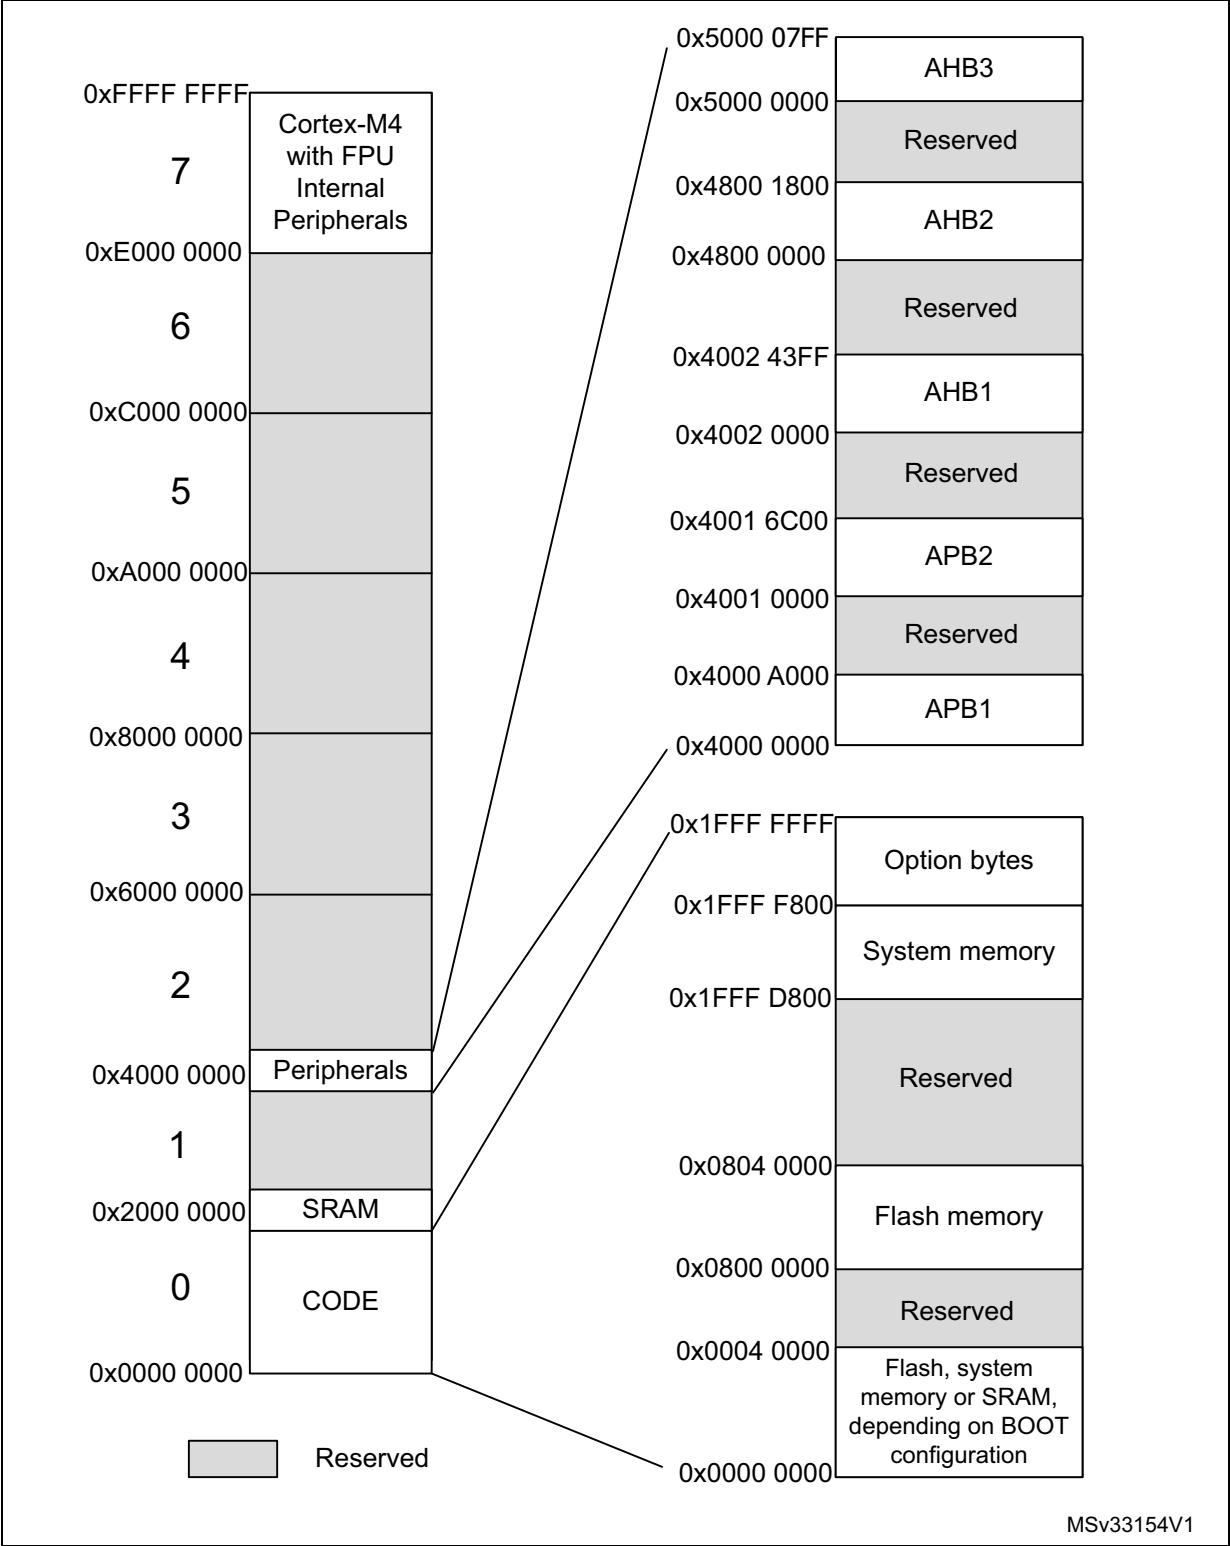 0xFFFF FFFF
Cortex-M4
with FPU
Internal
Peripherals
7
0xE000 0000
6
0xC000 0000
5
0xA000 0000
4
0x8000 0000
3
0x6000 0000
2
Peripherals
0x4000 0000
1
SRAM
0x2000 0000
0
CODE
0x0000 0000
Reserved
0x5000 07FF
AHB3
0x5000 0000
Reserved
0x4800 1800
AHB2
0x4800 0000
Reserved
0x4002 43FF
AHB1
0x4002 0000
Reserved
0x4001 6C00
APB2
0x4001 0000
Reserved
0x4000 A000
APB1
0x4000 0000
0x1FFF FFFF
Option bytes
0x1FFF F800
System memory
0x1FFF D800
Reserved
0x0804 0000
Flash memory
0x0800 0000
Reserved
0x0004 0000
Flash, system
memory or SRAM,
depending on BOOT
configuration
0x0000 0000
MSv33154V1